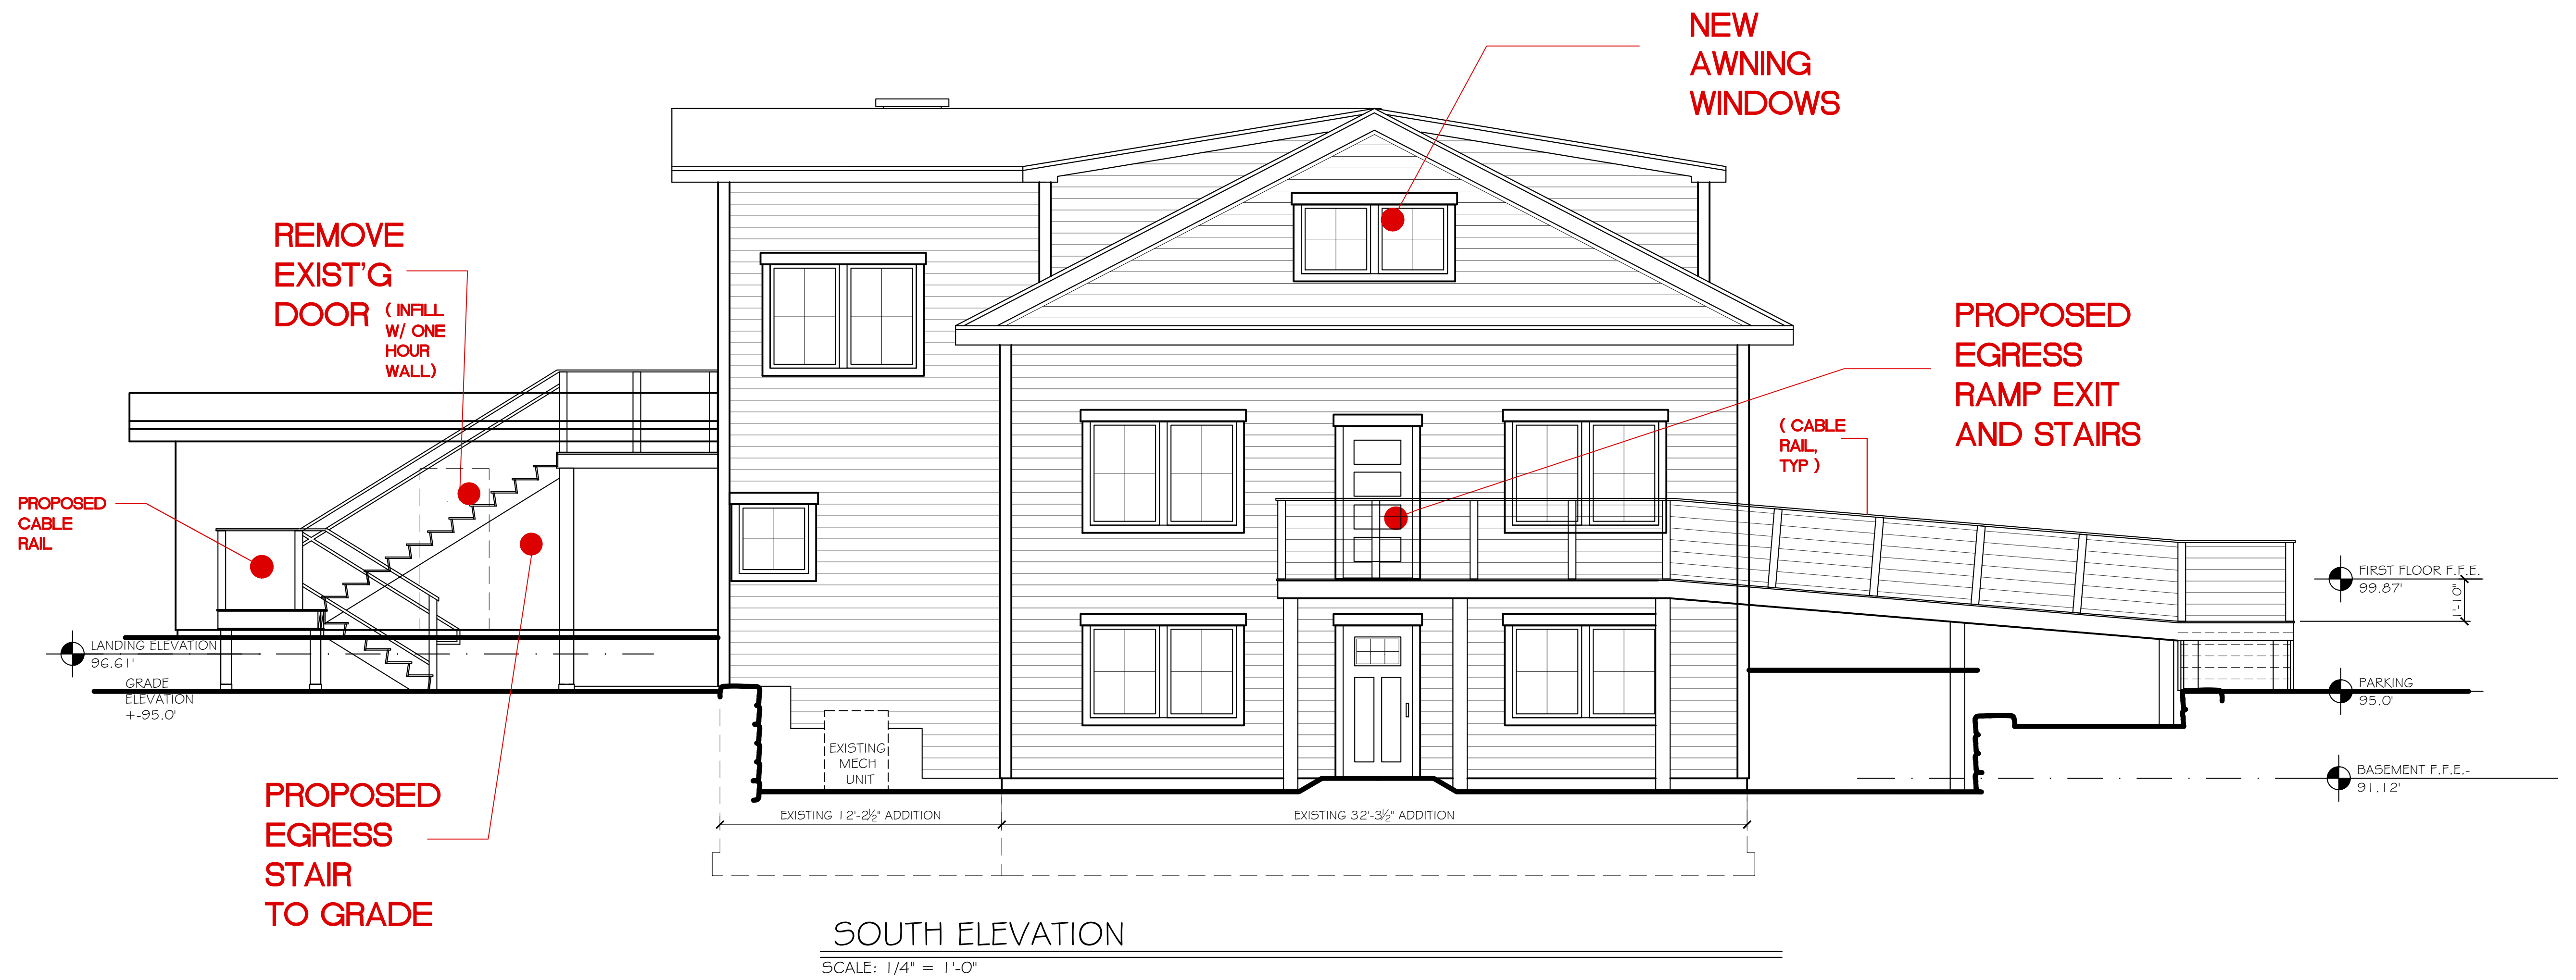 NEW
AWNING
WINDOWS
REMOVE
EXIST'G
DOOR
( INFILL
W/ ONE
HOUR
WALL)
PROPOSED
EGRESS
RAMP EXIT
AND STAIRS
( CABLE
RAIL,
TYP )
PROPOSED
CABLE
RAIL
FIRST FLOOR F.F.E.
99.87'
1'-10"
LANDING ELEVATION
96.61'
GRADE
ELEVATION
+-95.0'
PARKING
95.0'
EXISTING
MECH
UNIT
BASEMENT F.F.E.-
91.12'
PROPOSED
EGRESS
STAIR
TO GRADE
EXISTING 12'-2½" ADDITION
EXISTING 32'-3½" ADDITION
SOUTH ELEVATION
SCALE: 1/4" = 1'-0"